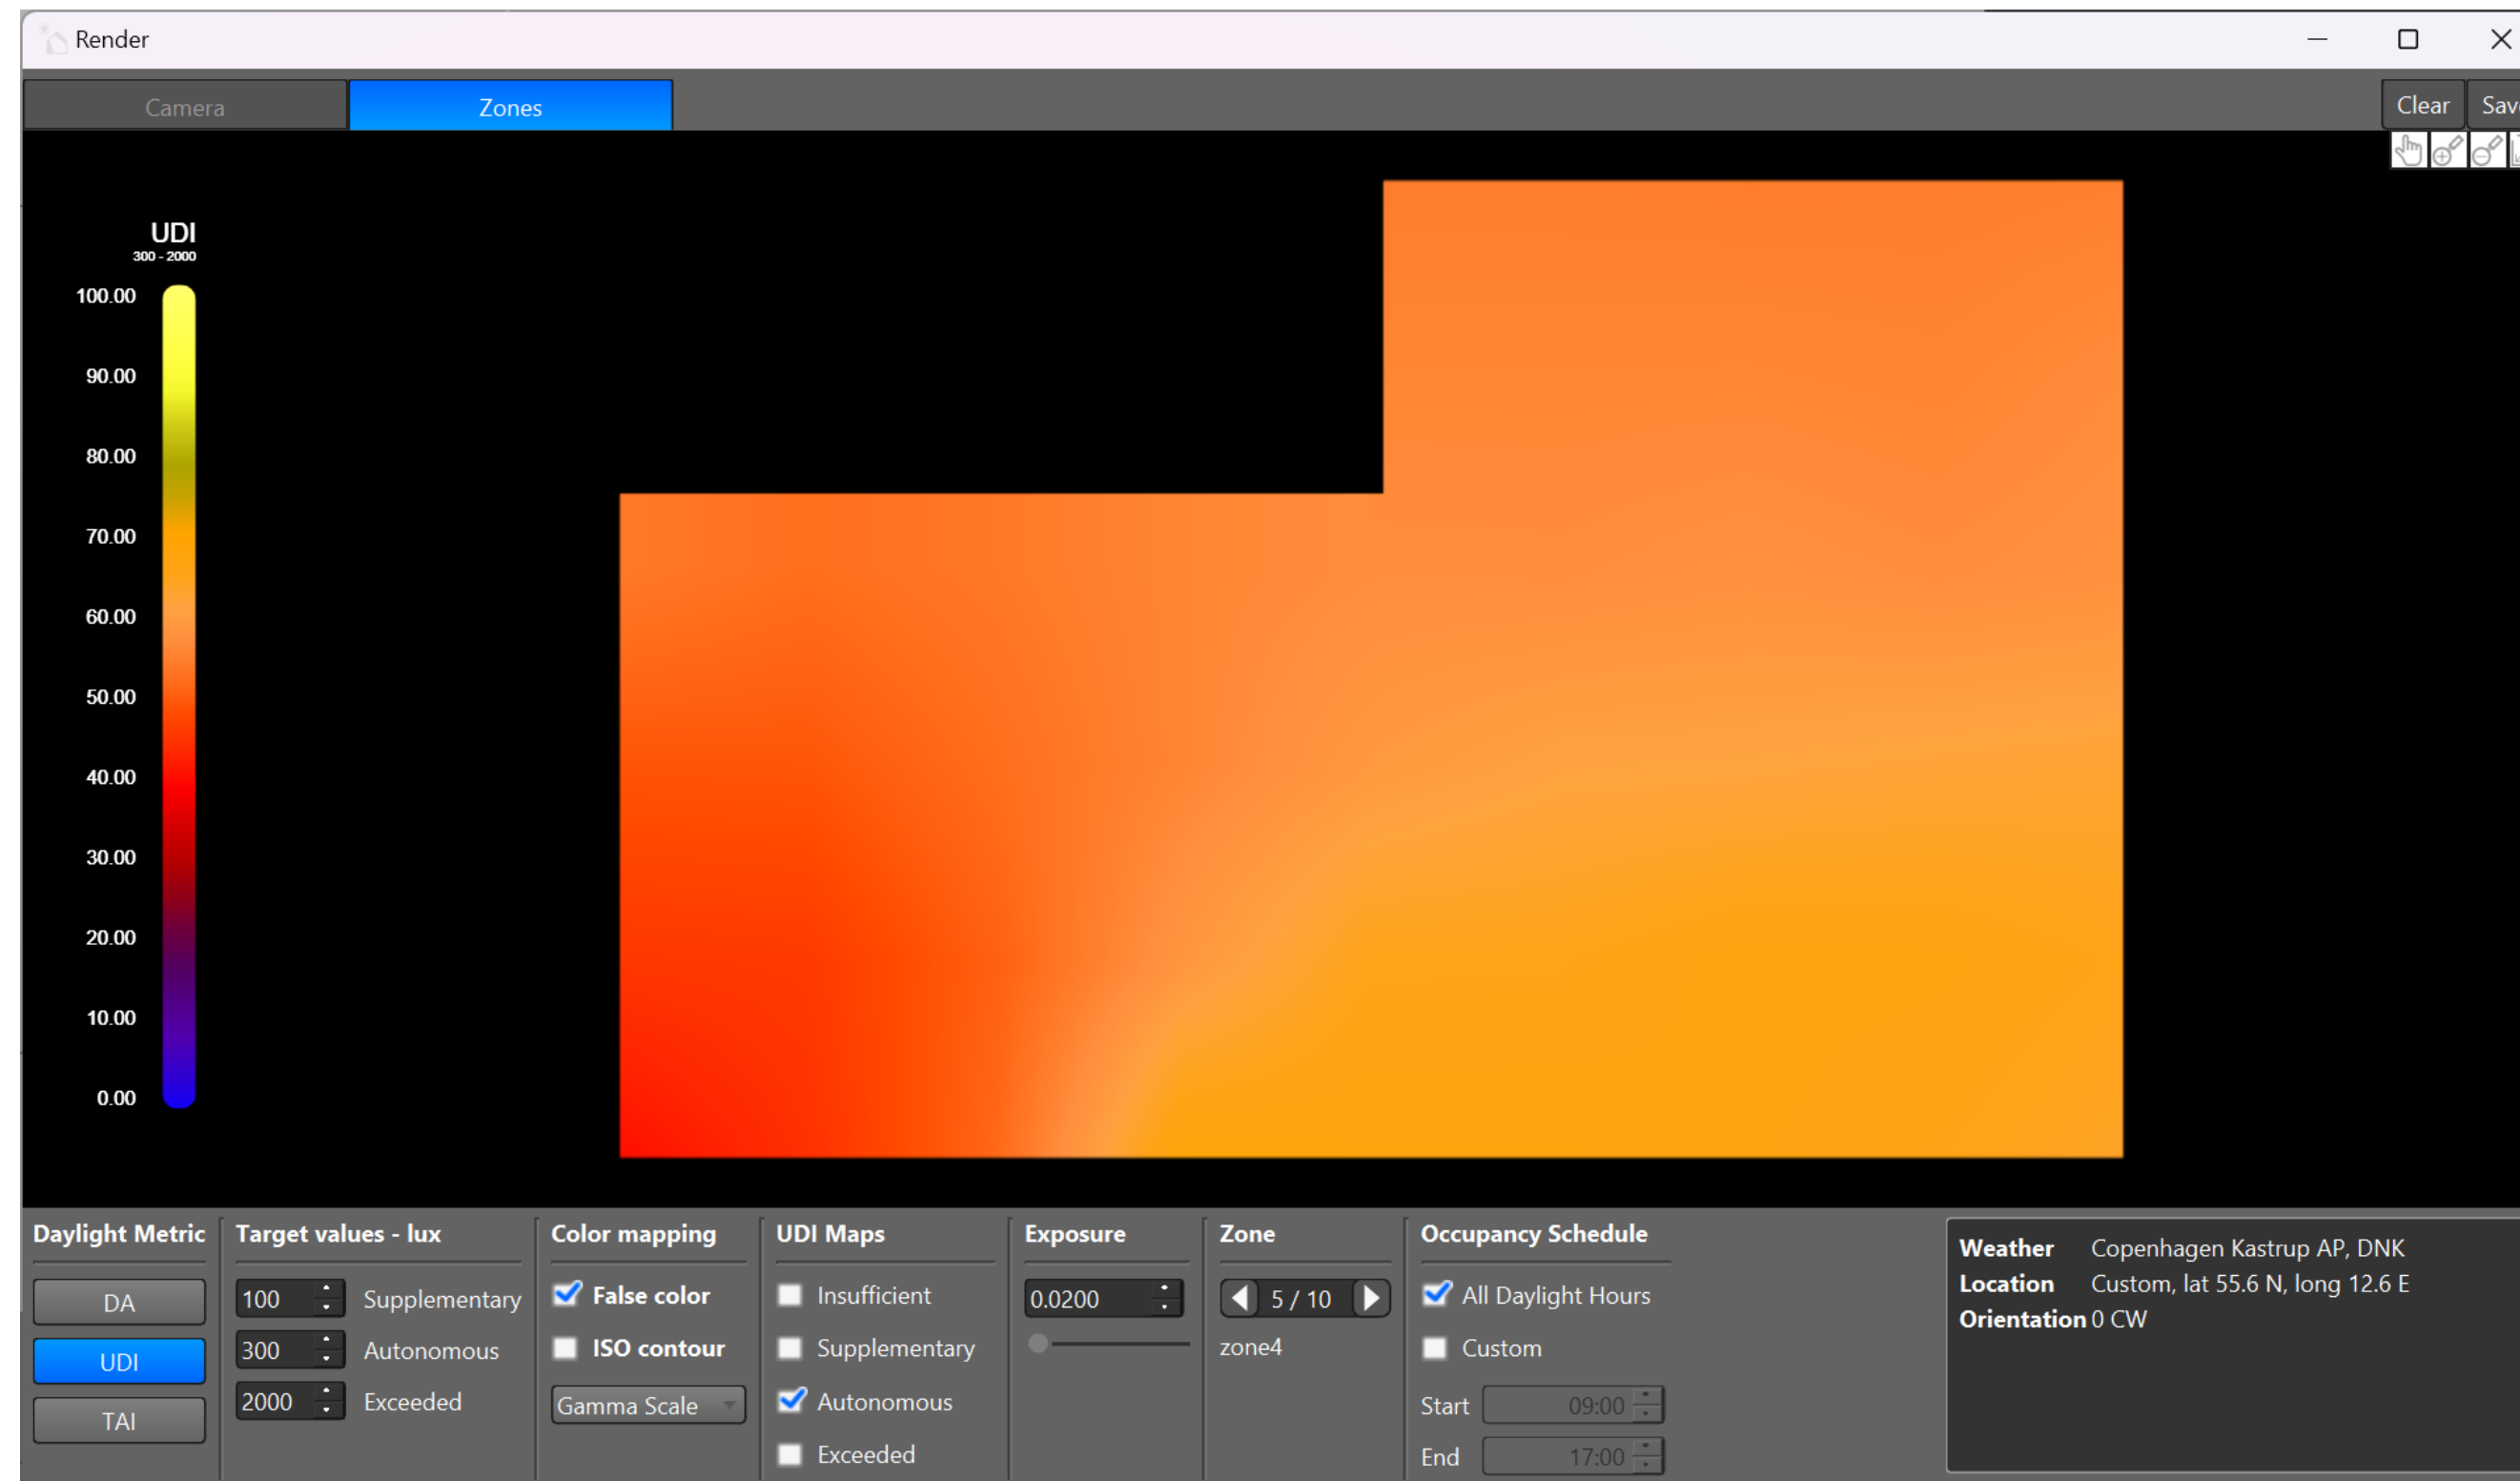 Render
Camera
Zones
Clear
UDI
300 - 2000
100.00
90.00
80.00
70.00
60.00
50.00
40.00
30.00
20.00
10.00
0.00
Daylight Metric
DA
UDI
TAI
Target values - lux
100 Supplementary
300 Autonomous
2000 Exceeded
Color mapping
False color
ISO contour
Gamma Scale
UDI Maps
Insufficient
Supplementary
Autonomous
Exceeded
Exposure
0.0200
Zone
5 / 10
zone4
Occupancy Schedule
All Daylight Hours
Custom
Start 09:00
End 17:00
Weather Copenhagen Kastrup AP, DNK
Location Custom, lat 55.6 N, long 12.6 E
Orientation 0 CW